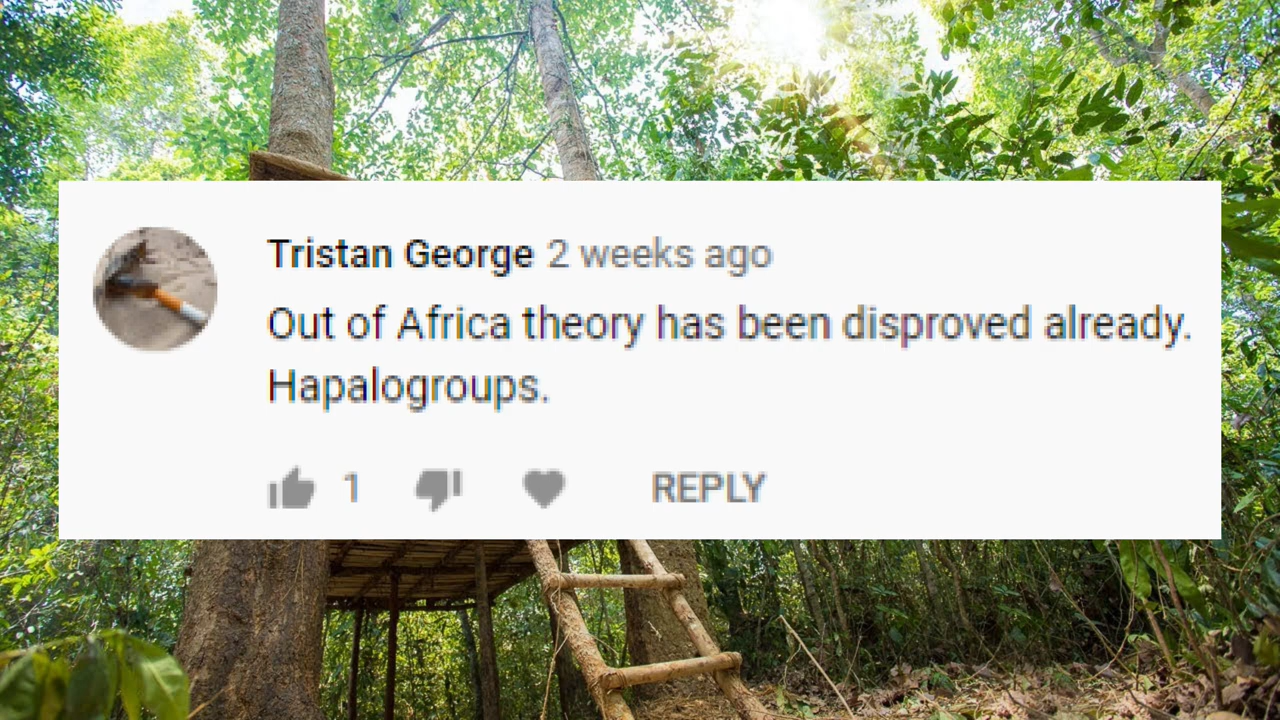 Tristan George 2 weeks ago
Out of Africa theory has been disproved already.
Hapalogroups.
1 REPLY